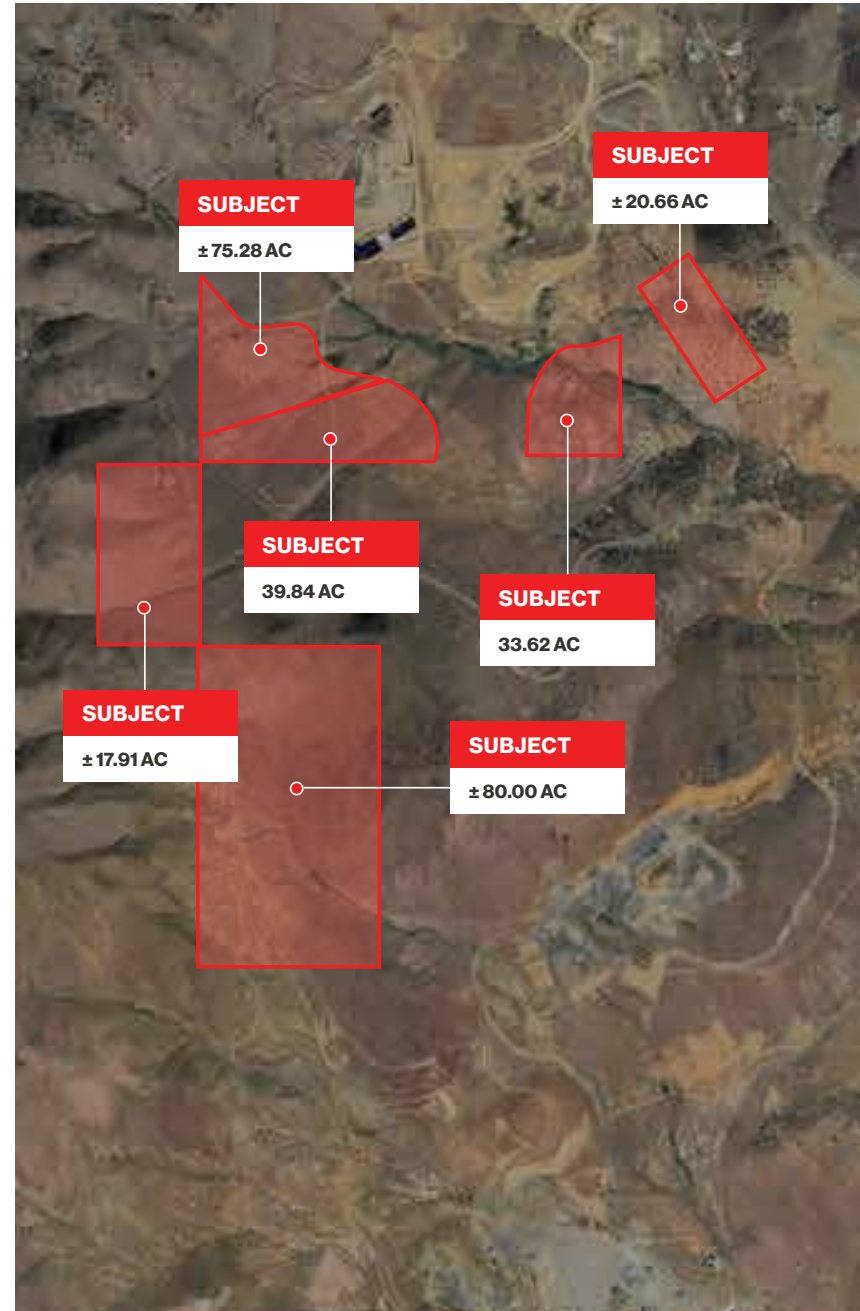 SUBJECT
± 20.66 AC
SUBJECT
± 75.28 AC
SUBJECT
39.84 AC
SUBJECT
33.62 AC
SUBJECT
± 17.91 AC
SUBJECT
± 80.00 AC